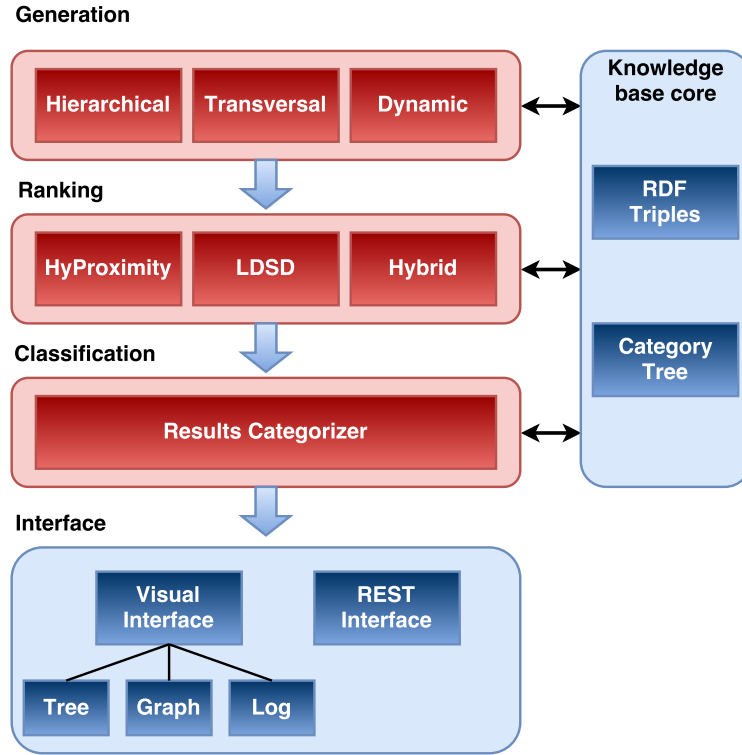 Generation
Hierarchical
Transversal
Dynamic
Knowledge
base core
RDF
Triples
Category
Tree
Ranking
HyProximity
LDSD
Hybrid
Classification
Results Categorizer
Interface
Visual
Interface
REST
Interface
Tree
Graph
Log